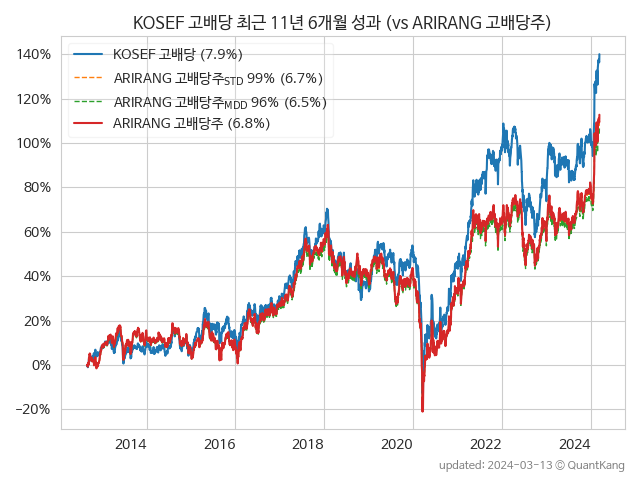 KOSEF 고배당 최근 11년 6개월 성과 (vs ARIRANG 고배당주)
KOSEF 고배당 (7.9%)
ARIRANG 고배당주STD 99% (6.7%)
ARIRANG 고배당주MDD 96% (6.5%)
ARIRANG 고배당주 (6.8%)
140%
120%
100%
80%
60%
40%
20%
0%
−20%
2014 2016 2018 2020 2022 2024
updated: 2024-03-13 ⓒ QuantKang